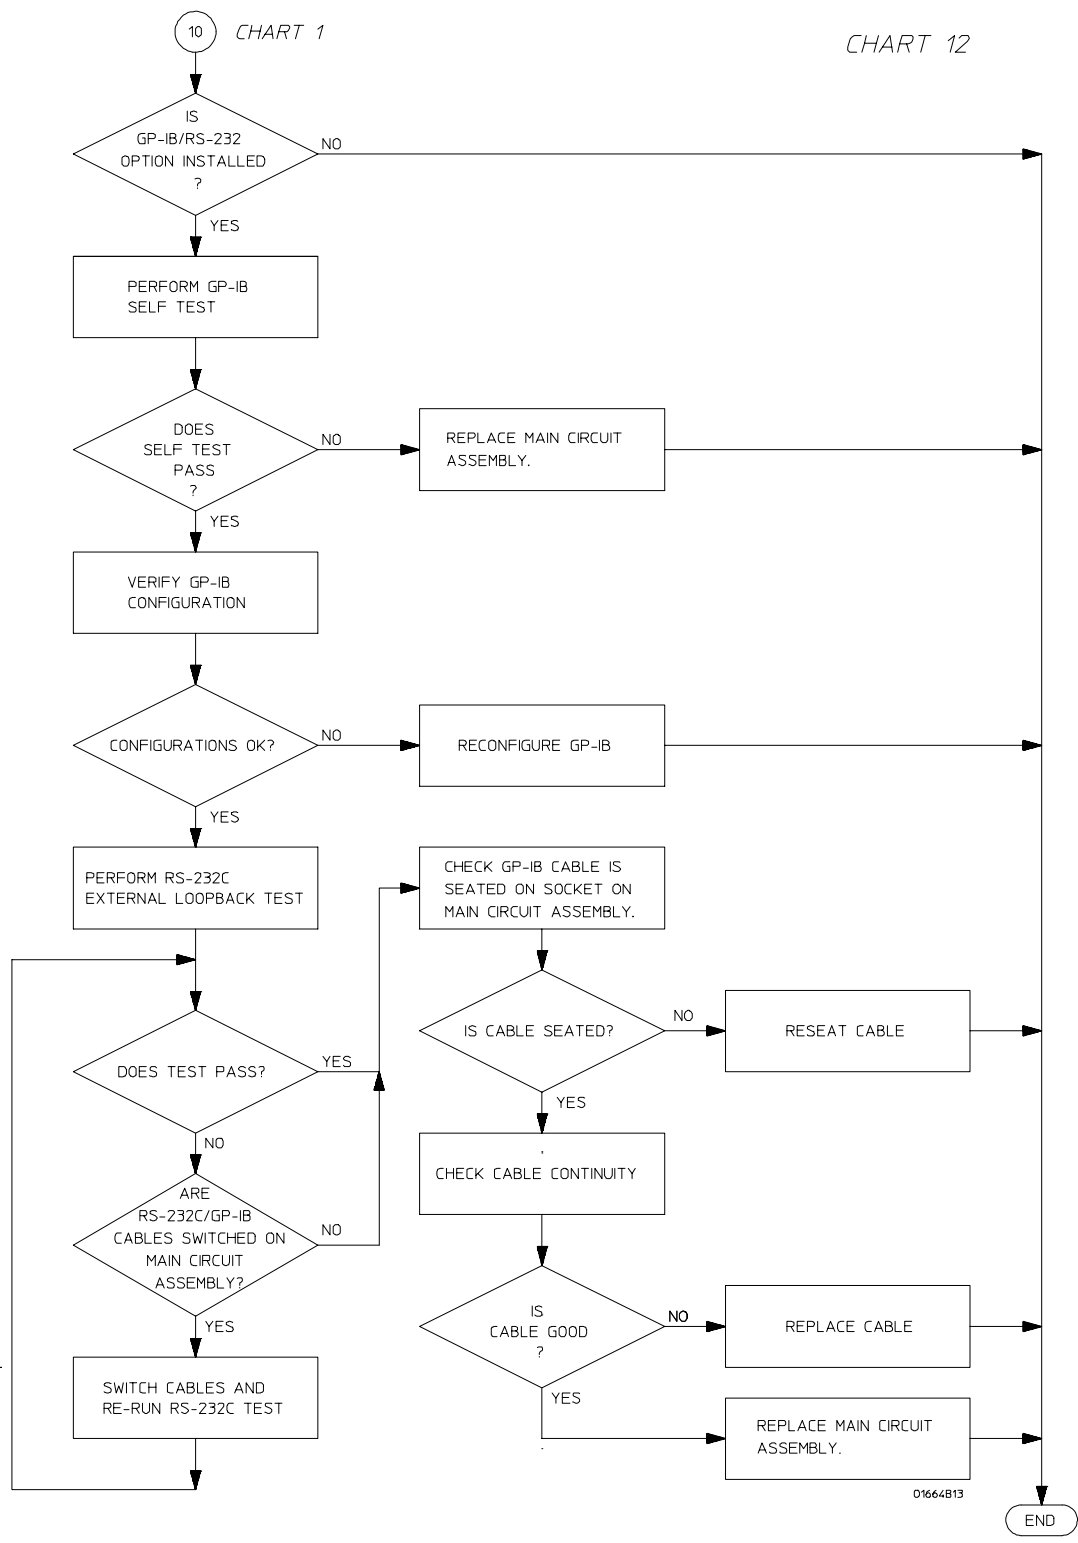 10
CHART 1
CHART 12
IS
GP-IB/RS-232
OPTION INSTALLED
?
NO
YES
PERFORM GP-IB
SELF TEST
DOES
SELF TEST
PASS
?
NO
REPLACE MAIN CIRCUIT
ASSEMBLY.
YES
VERIFY GP-IB
CONFIGURATION
CONFIGURATIONS OK?
NO
RECONFIGURE GP-IB
YES
PERFORM RS-232C
EXTERNAL LOOPBACK TEST
CHECK GP-IB CABLE IS
SEATED ON SOCKET ON
MAIN CIRCUIT ASSEMBLY.
IS CABLE SEATED?
NO
RESEAT CABLE
DOES TEST PASS?
YES
YES
NO
CHECK CABLE CONTINUITY
ARE
RS-232C/GP-IB
CABLES SWITCHED ON
MAIN CIRCUIT
ASSEMBLY?
NO
YES
IS
CABLE GOOD
?
NO
REPLACE CABLE
SWITCH CABLES AND
RE-RUN RS-232C TEST
YES
REPLACE MAIN CIRCUIT
ASSEMBLY.
01664B13
END